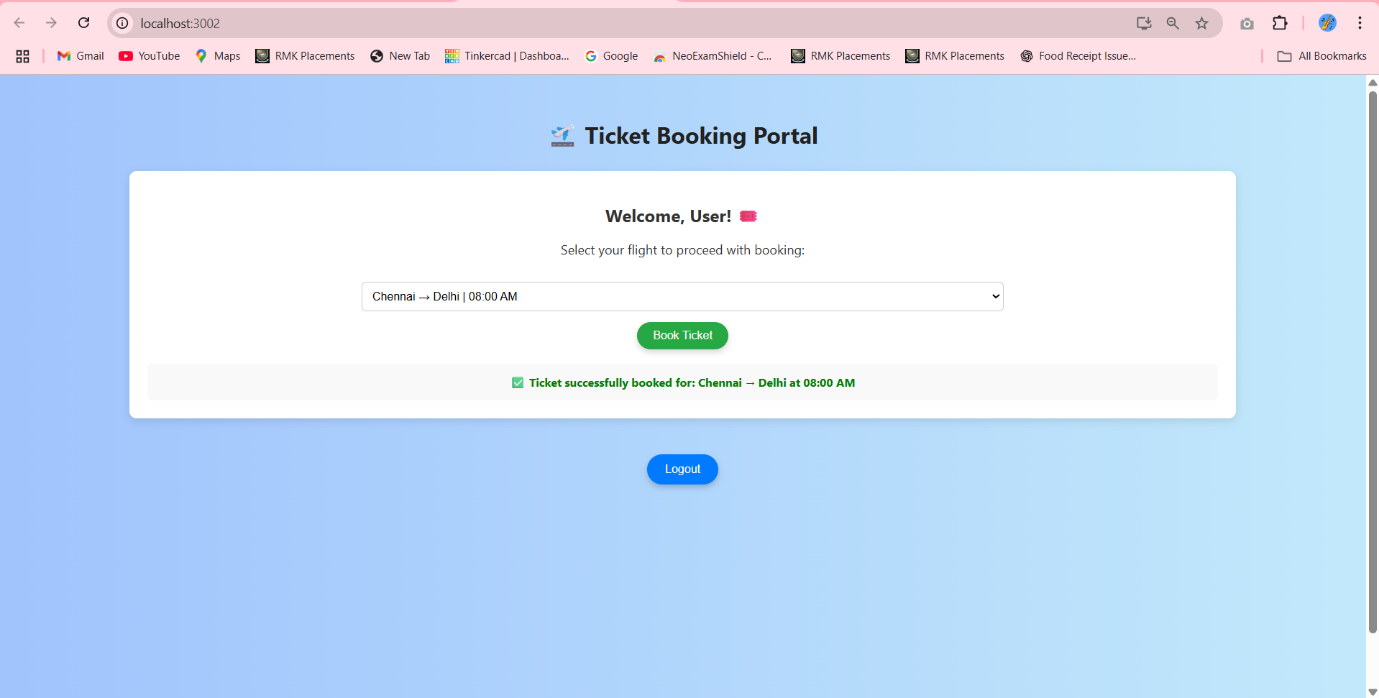 localhost:3002
Gmail YouTube Maps RMK Placements New Tab Tinkercad | Dashboa... Google NeoExamShield - C... RMK Placements RMK Placements Food Receipt Issue... All Bookmarks
Ticket Booking Portal
Welcome, User!
Select your flight to proceed with booking:
Chennai → Delhi | 08:00 AM
Book Ticket
✅ Ticket successfully booked for: Chennai → Delhi at 08:00 AM
Logout